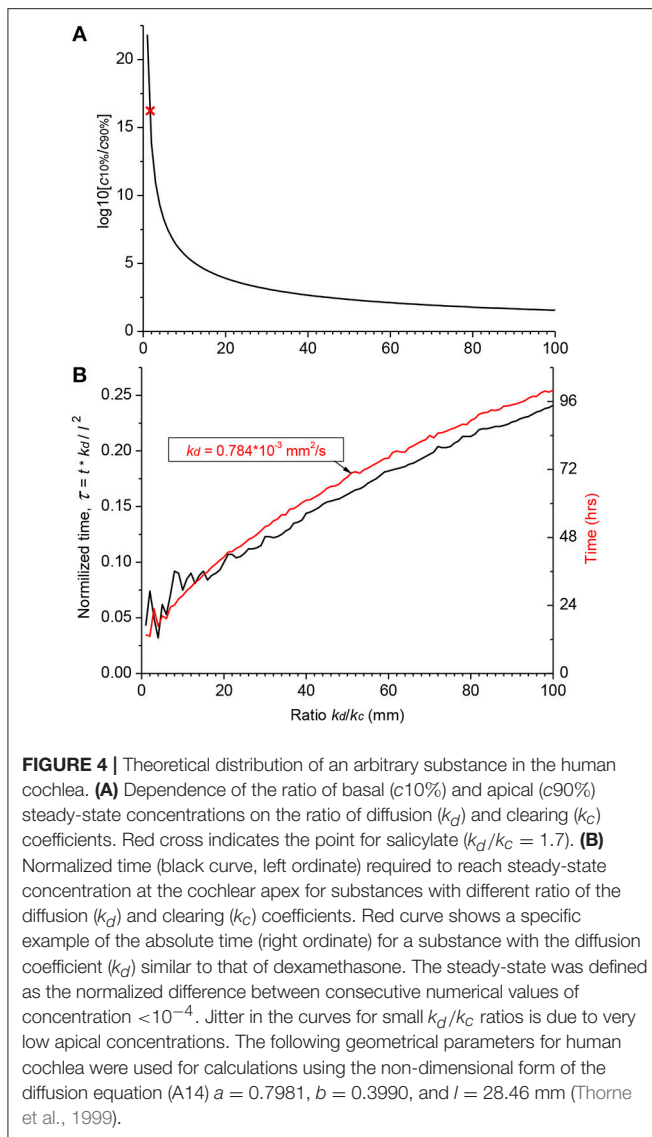 A
20
15
10
5
0
log10[c10%/c90%]
0
20
40
60
80
100
B
0.25
0.20
0.15
0.10
0.05
0.00
Normilized time, τ = t* kd/ l ²
kd = 0.784*10⁻³ mm²/s
96
72
48
24
0
Time (hrs)
0
20
40
60
80
100
Ratio kd/kc (mm)
FIGURE 4 | Theoretical distribution of an arbitrary substance in the human
cochlea. (A) Dependence of the ratio of basal (c10%) and apical (c90%)
steady-state concentrations on the ratio of diffusion (kd) and clearing (kc)
coefficients. Red cross indicates the point for salicylate (kd/kc = 1.7). (B)
Normalized time (black curve, left ordinate) required to reach steady-state
concentration at the cochlear apex for substances with different ratio of the
diffusion (kd) and clearing (kc) coefficients. Red curve shows a specific
example of the absolute time (right ordinate) for a substance with the diffusion
coefficient (kd) similar to that of dexamethasone. The steady-state was defined
as the normalized difference between consecutive numerical values of
concentration <10⁻⁴. Jitter in the curves for small kd/kc ratios is due to very
low apical concentrations. The following geometrical parameters for human
cochlea were used for calculations using the non-dimensional form of the
diffusion equation (A14) a = 0.7981, b = 0.3990, and l = 28.46 mm (Thorne
et al., 1999).